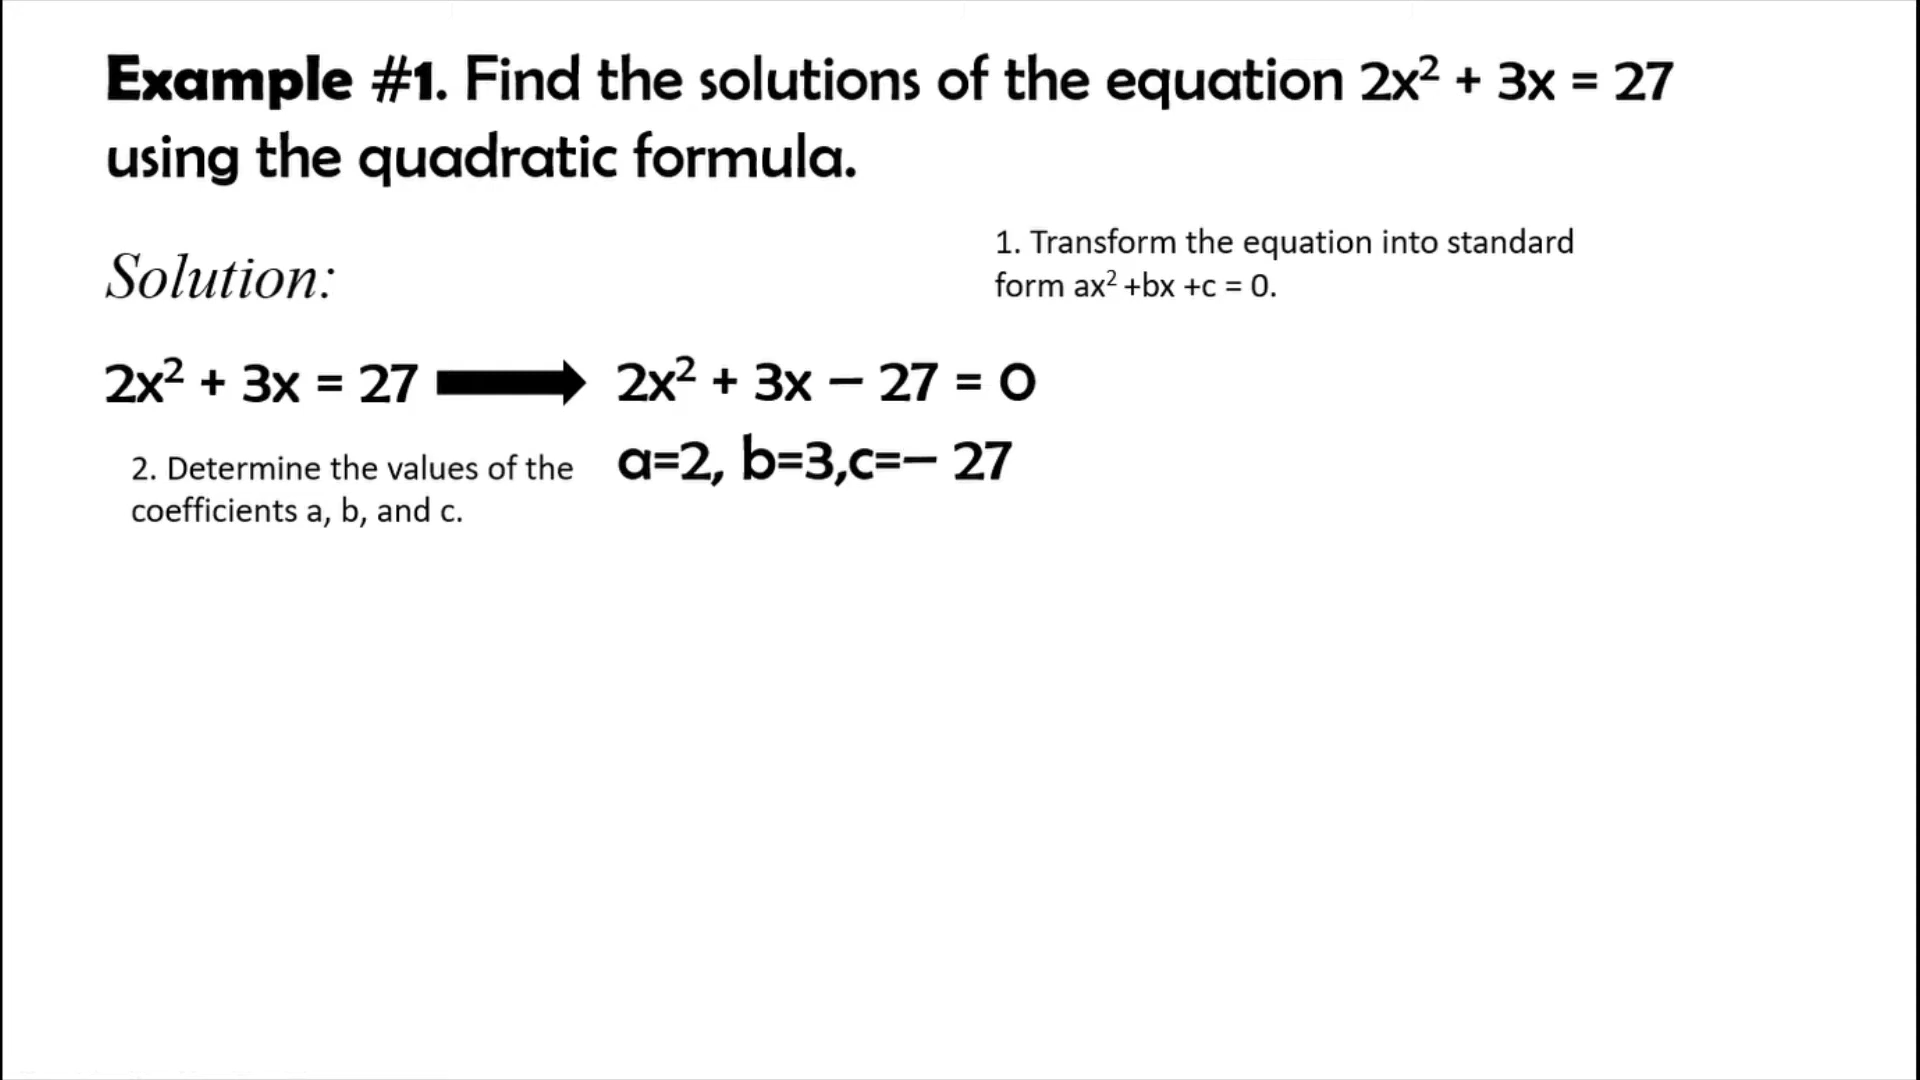 Example #1. Find the solutions of the equation 2x² + 3x = 27
using the quadratic formula.
Solution:
1. Transform the equation into standard
form ax² +bx +c = 0.
2x² + 3x = 27 2x² + 3x – 27 = 0
2. Determine the values of the
coefficients a, b, and c.
a=2, b=3,c=– 27